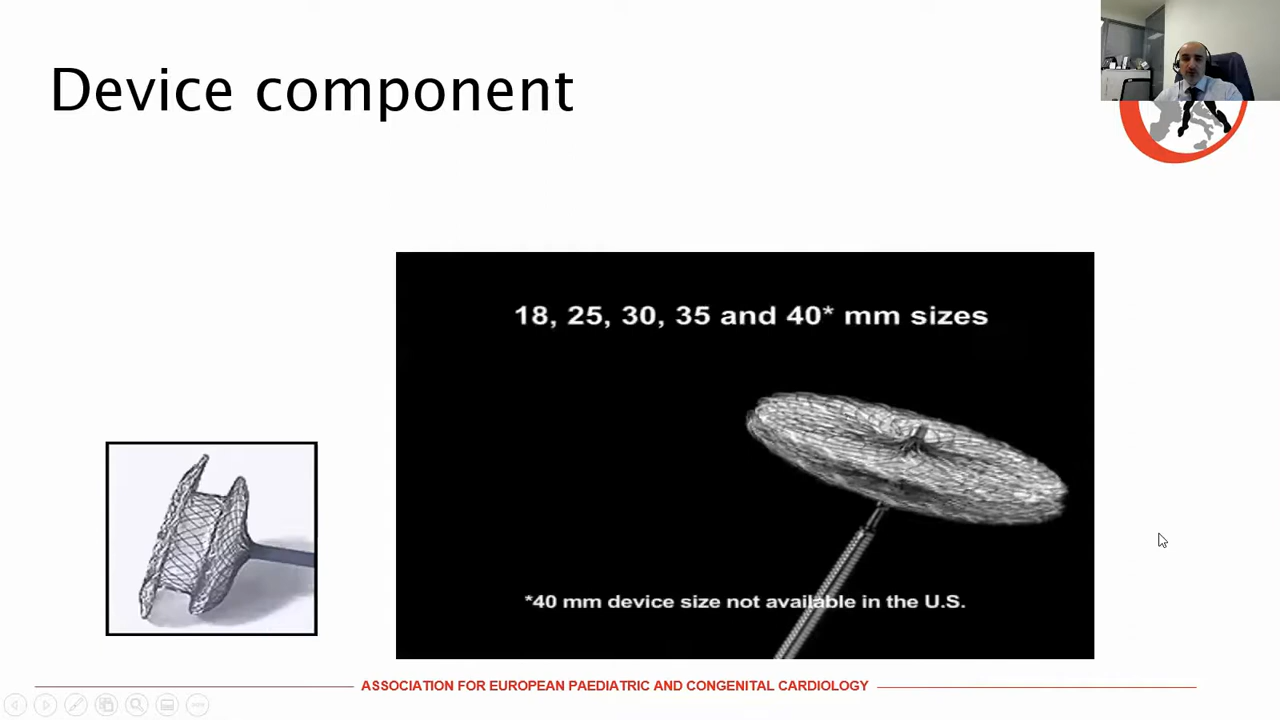 Device component
18, 25, 30, 35 and 40* mm sizes
*40 mm device size not available in the U.S.
ASSOCIATION FOR EUROPEAN PAEDIATRIC AND CONGENITAL CARDIOLOGY